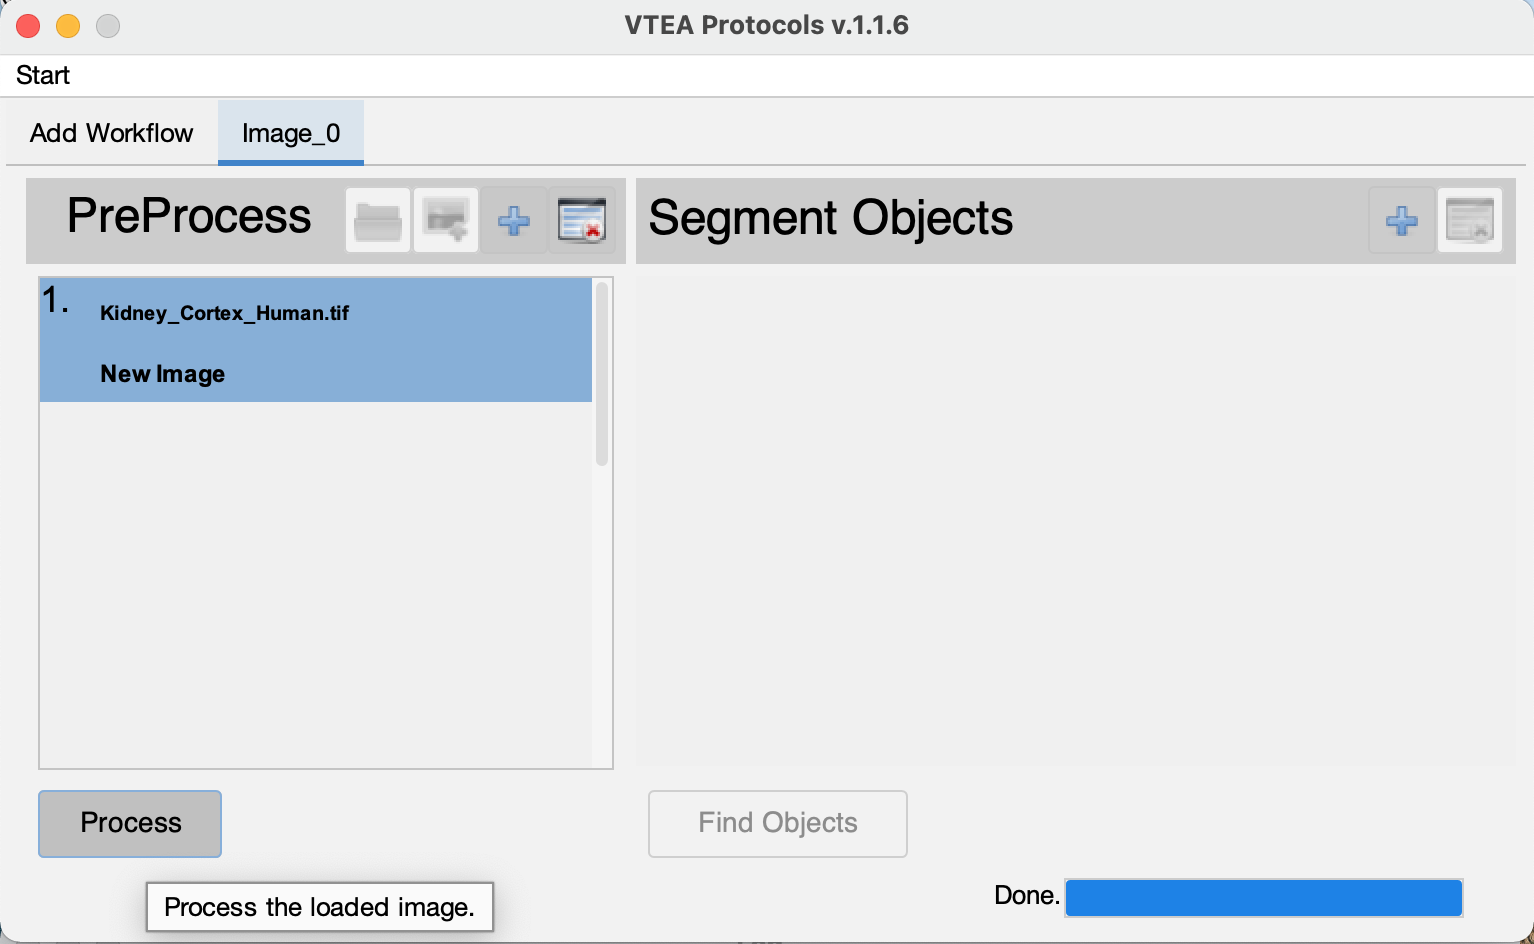 VTEA Protocols v.1.1.6
Start
Add Workflow
Image_0
PreProcess
Segment Objects
1.
Kidney_Cortex_Human.tif
New Image
Process
Find Objects
Process the loaded image.
Done.